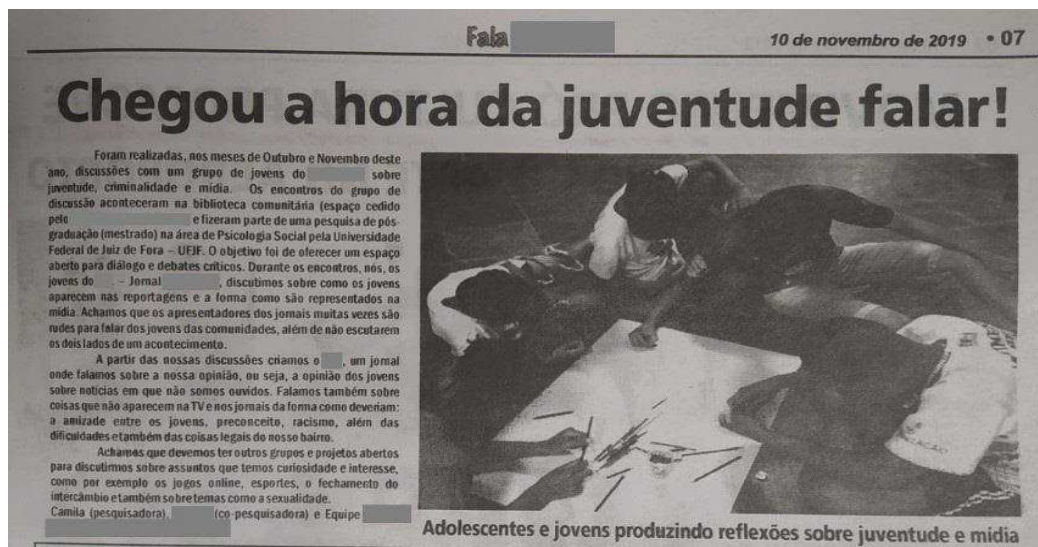 Fala
10 de novembro de 2019 • 07
Chegou a hora da juventude falar!
Foram realizadas, nos meses de Outubro e Novembro deste
ano, discussões com um grupo de jovens do sobre
juventude, criminalidade e mídia. Os encontros do grupo de
discussão aconteceram na biblioteca comunitária (espaço cedido
pelo e fizeram parte de uma pesquisa de pós-
graduação (mestrado) na área de Psicologia Social pela Universidade
Federal de Juiz de Fora – UFJF. O objetivo foi de oferecer um espaço
aberto para diálogo e debates críticos. Durante os encontros, nós, os
jovens do . – Jornal , discutimos sobre como os jovens
aparecem nas reportagens e a forma como são representados na
mídia. Achamos que os apresentadores dos jornais muitas vezes são
rudes para falar dos jovens das comunidades, além de não escutarem
os dois lados de um acontecimento.
A partir das nossas discussões criamos o , um jornal
onde falamos sobre a nossa opinião, ou seja, a opinião dos jovens
sobre notícias em que não somos ouvidos. Falamos também sobre
coisas que não aparecem na TV e nos jornais da forma como deveriam:
a amizade entre os jovens, preconceito, racismo, além das
dificuldades e também das coisas legais do nosso bairro.
Achamos que devemos ter outros grupos e projetos abertos
para discutirmos sobre assuntos que temos curiosidade e interesse,
como por exemplo os jogos online, esportes, o fechamento do
intercâmbio e também sobre temas como a sexualidade.
Camila (pesquisadora), (co-pesquisadora) e Equipe
Adolescentes e jovens produzindo reflexões sobre juventude e mídia